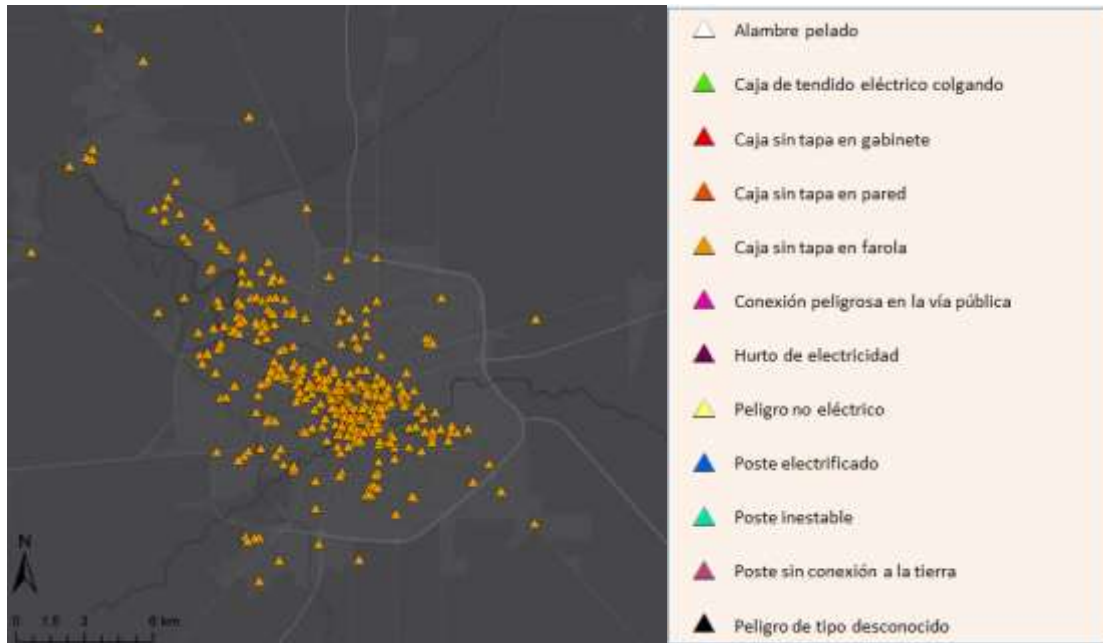 Alambre pelado
Caja de tendido eléctrico colgando
Caja sin tapa en gabinete
Caja sin tapa en pared
Caja sin tapa en farola
Conexión peligrosa en la vía pública
Hurto de electricidad
Peligro no eléctrico
Poste electrificado
Poste inestable
Poste sin conexión a la tierra
Peligro de tipo desconocido
N
0 1.5 3 6 km